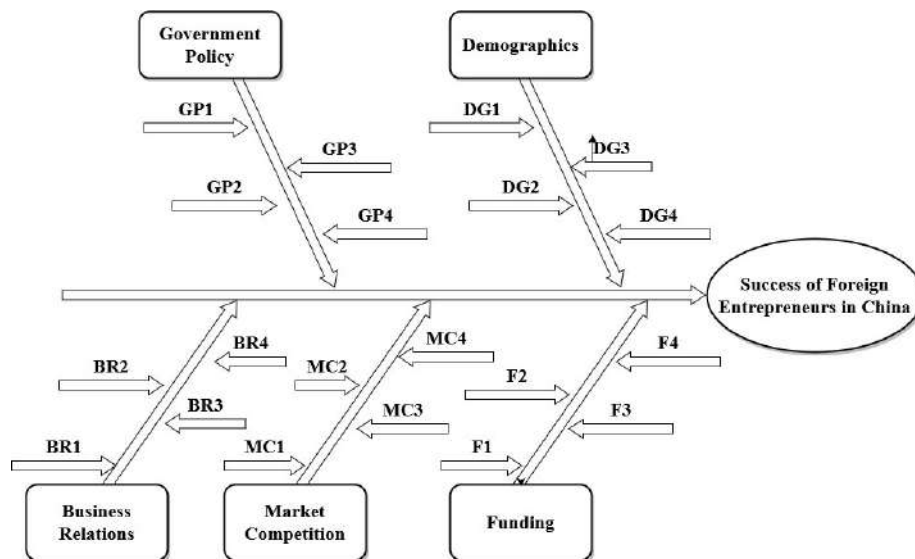 Government
Policy
Demographics
GP1
DG1
GP3
DG3
GP2
DG2
GP4
DG4
Success of Foreign
Entrepreneurs in China
BR2
BR4
MC2
MC4
F2
F4
BR3
MC3
F3
BR1
MC1
F1
Business
Relations
Market
Competition
Funding